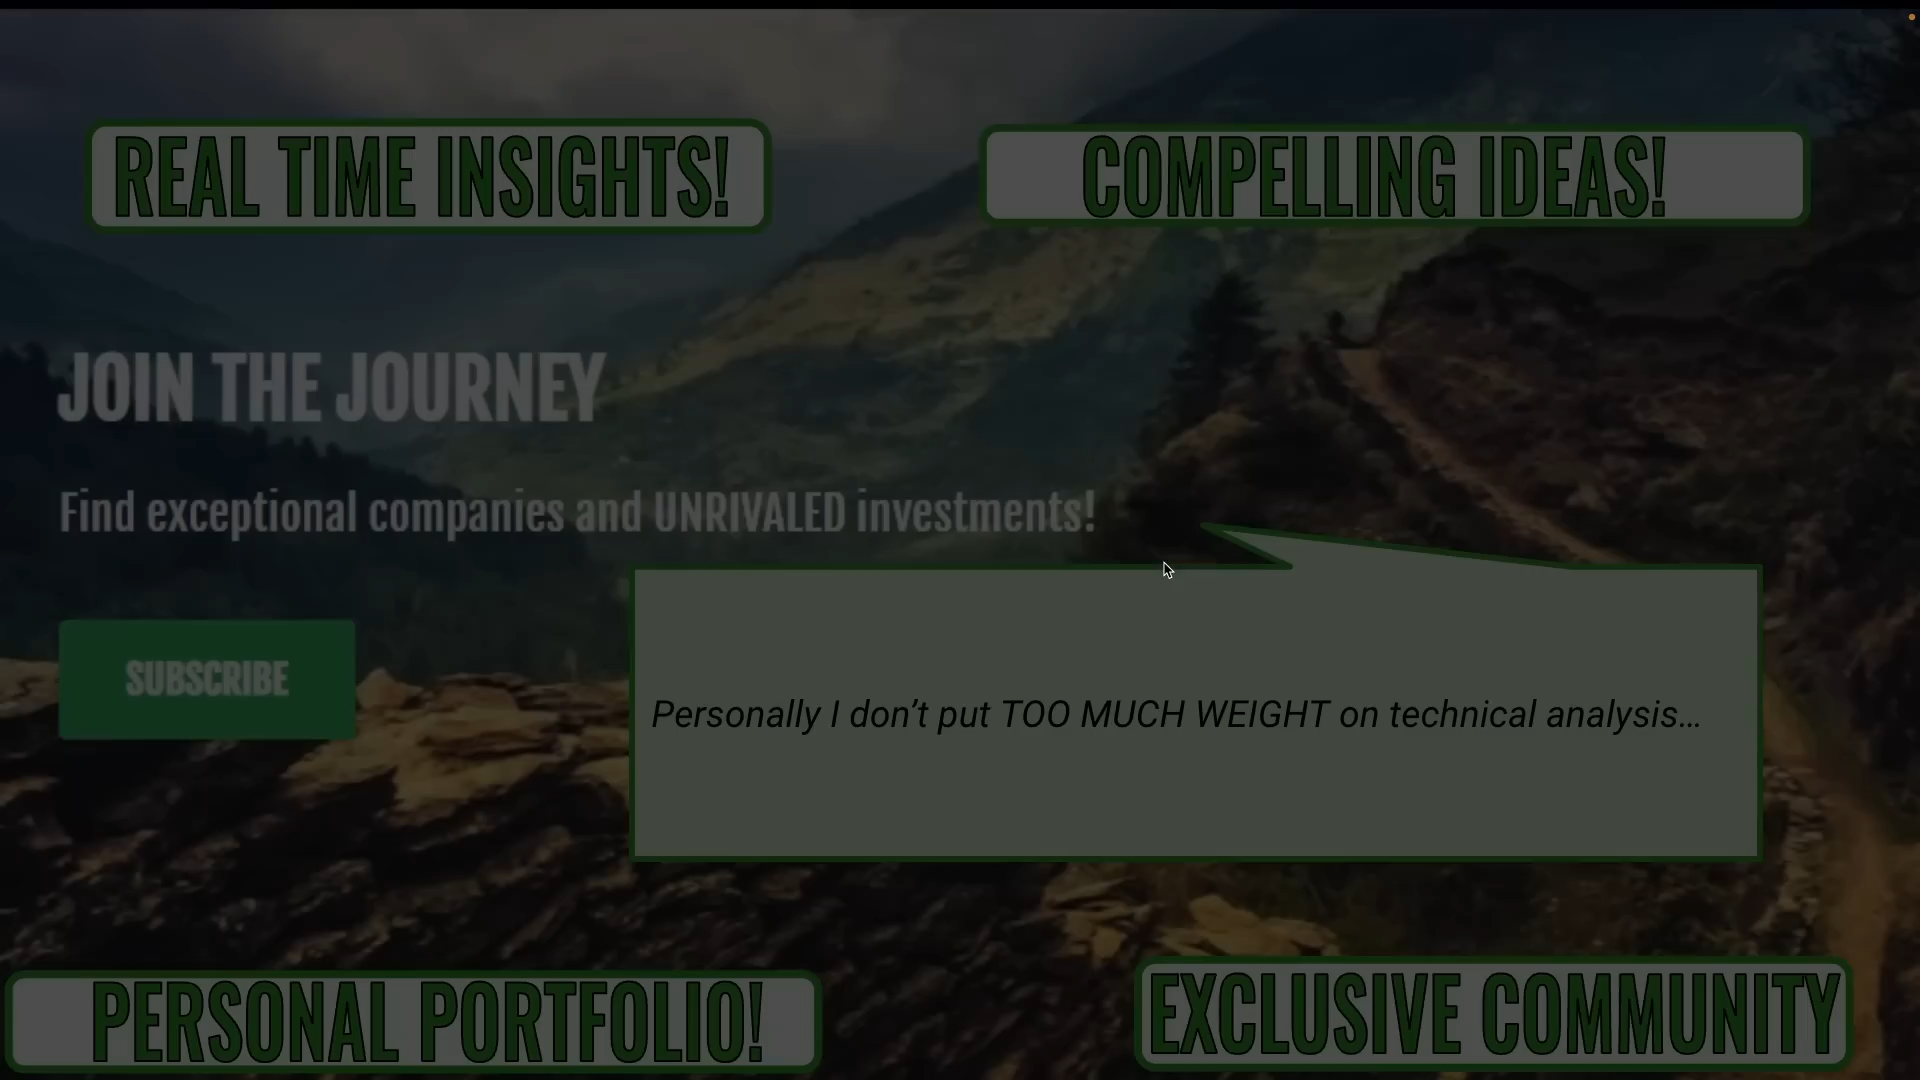 REAL TIME INSIGHTS!
COMPELLING IDEAS!
JOIN THE JOURNEY
Find exceptional companies and UNRIVALED investments!
SUBSCRIBE
Personally I don’t put TOO MUCH WEIGHT on technical analysis…
PERSONAL PORTFOLIO!
EXCLUSIVE COMMUNITY